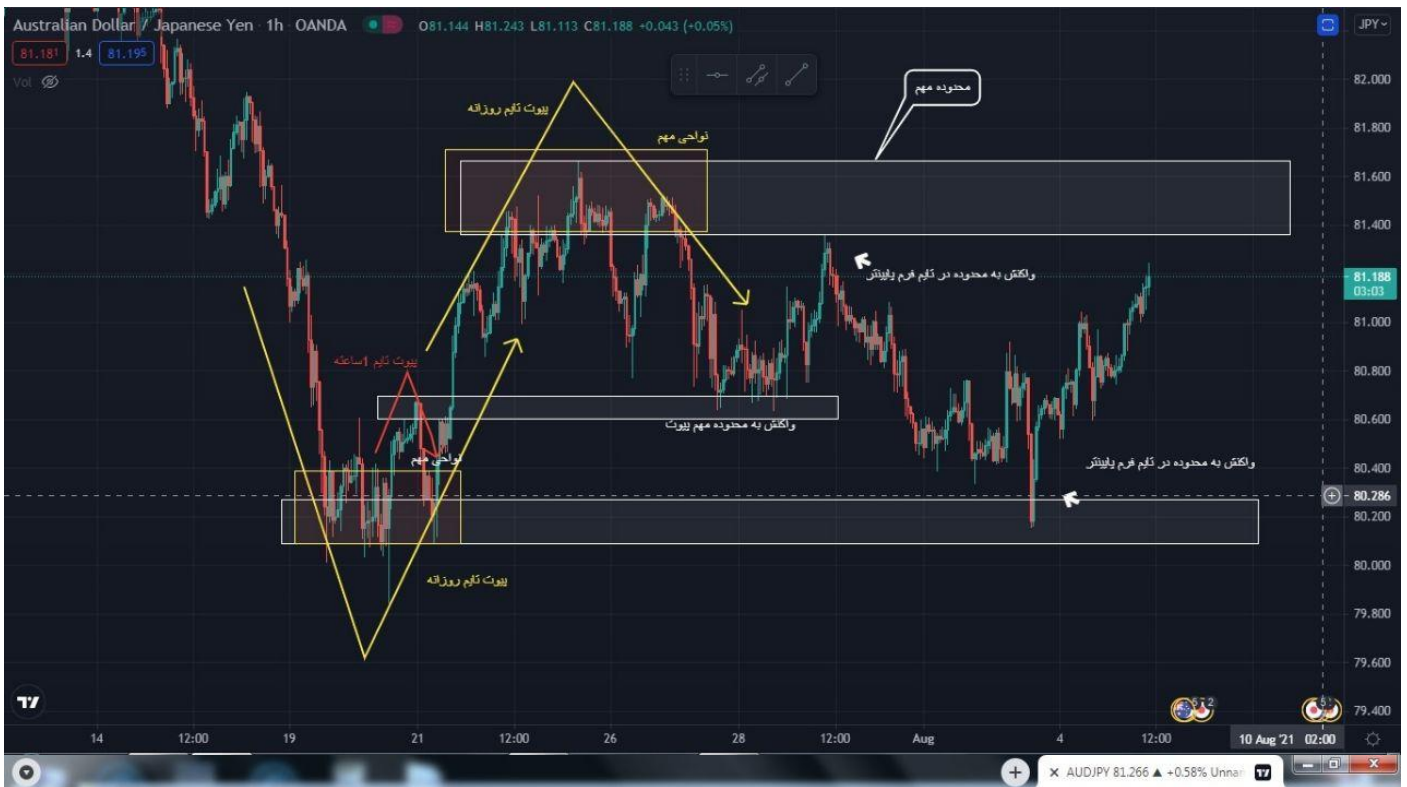 Australian Dollar / Japanese Yen · 1h · OANDA
O81.144 H81.243 L81.113 C81.188 +0.043 (+0.05%)
JPY
81.181 1.4 81.195
Vol
82.000
81.800
81.600
81.400
81.188
03:03
81.000
80.800
80.600
80.400
80.286
80.200
80.000
79.800
79.600
79.400
محدوده مهم
پیوت تایم روزانه
نواحی مهم
واکنش به محدوده در تایم فرم پایینتر
پیوت تایم 1ساعته
واکنش به محدوده مهم پیوت
نواحی مهم
واکنش به محدوده در تایم فرم پایینتر
پیوت تایم روزانه
14 12:00 19 21 12:00 26 28 12:00 Aug 4 12:00 10 Aug '21 02:00
AUDJPY 81.266 ▲ +0.58% Unna